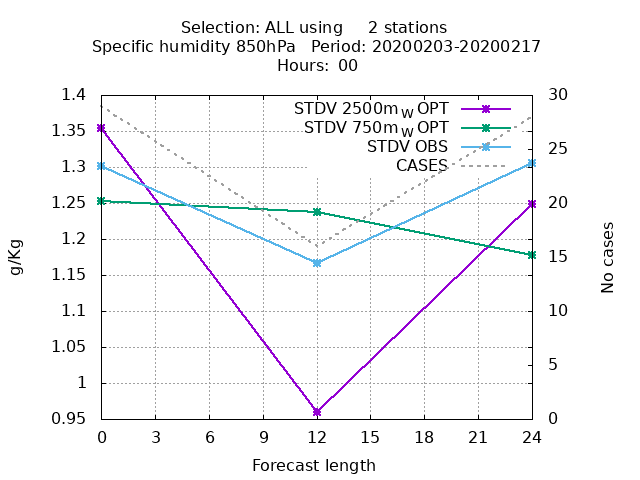 Selection: ALL using     2 stations
Specific humidity 850hPa   Period: 20200203-20200217
Hours: 00
1.4
1.35
1.3
1.25
1.2
1.15
1.1
1.05
1
0.95
g/Kg
STDV 2500m W OPT
STDV 750m W OPT
STDV OBS
CASES
30
25
20
15
10
5
0
No cases
0 3 6 9 12 15 18 21 24
Forecast length